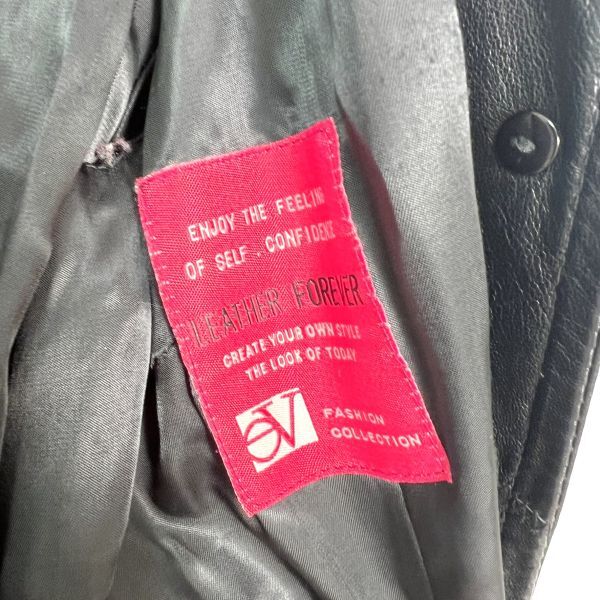 ENJOY THE FEELIN
OF SELF . CONFIDENCE
LEATHER FOREVER
CREATE YOUR OWN STYLE
THE LOOK OF TODAY
FASHION
COLLECTION